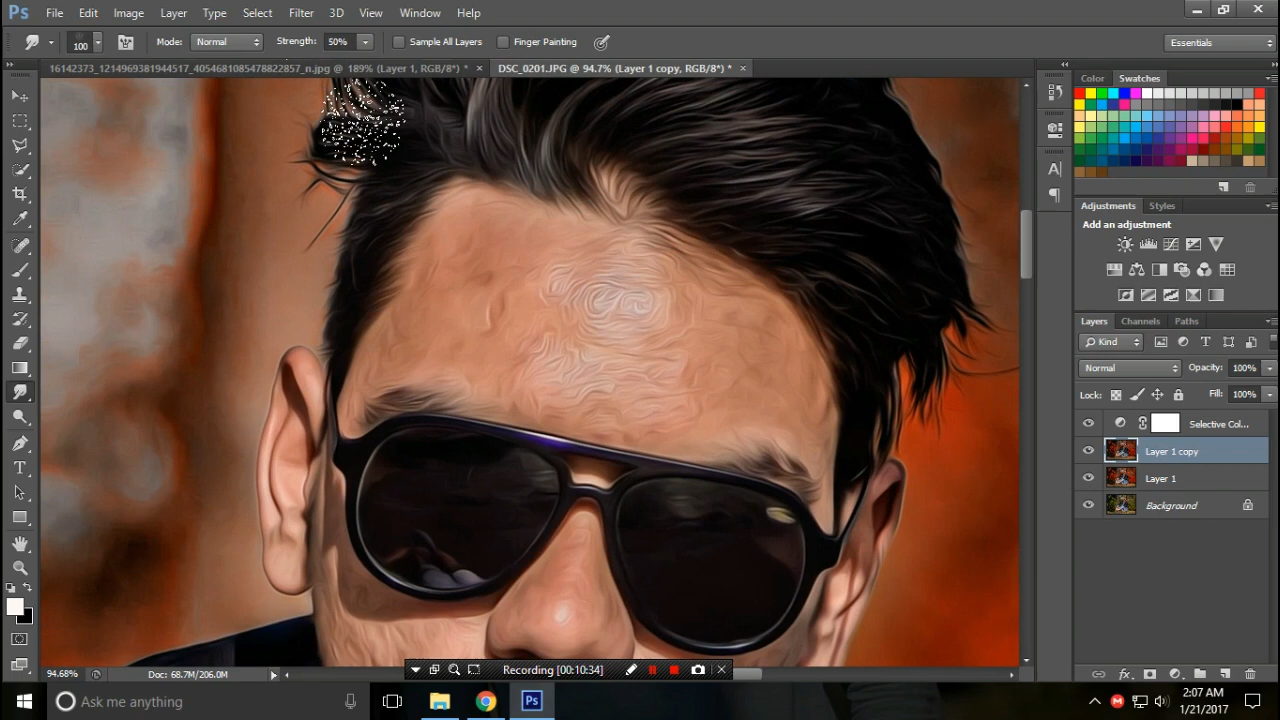 Ps File Edit Image Layer Type Select Filter 3D View Window Help
100 Mode: Normal Strength: 50% Sample All Layers Finger Painting Essentials
16142373_1214969381944517_4054681085478822857_n.jpg @ 189% (Layer 1, RGB/8*) * × DSC_0201.JPG @ 94.7% (Layer 1 copy, RGB/8*) * ×
Color Swatches
Adjustments Styles
Add an adjustment
Layers Channels Paths
Kind
Normal Opacity: 100%
Lock: Fill: 100%
Selective Col...
Layer 1 copy
Layer 1
Background
94.68% Doc: 68.7M/206.0M
Recording [00:10:34]
Ask me anything
Ps
2:07 AM
1/21/2017